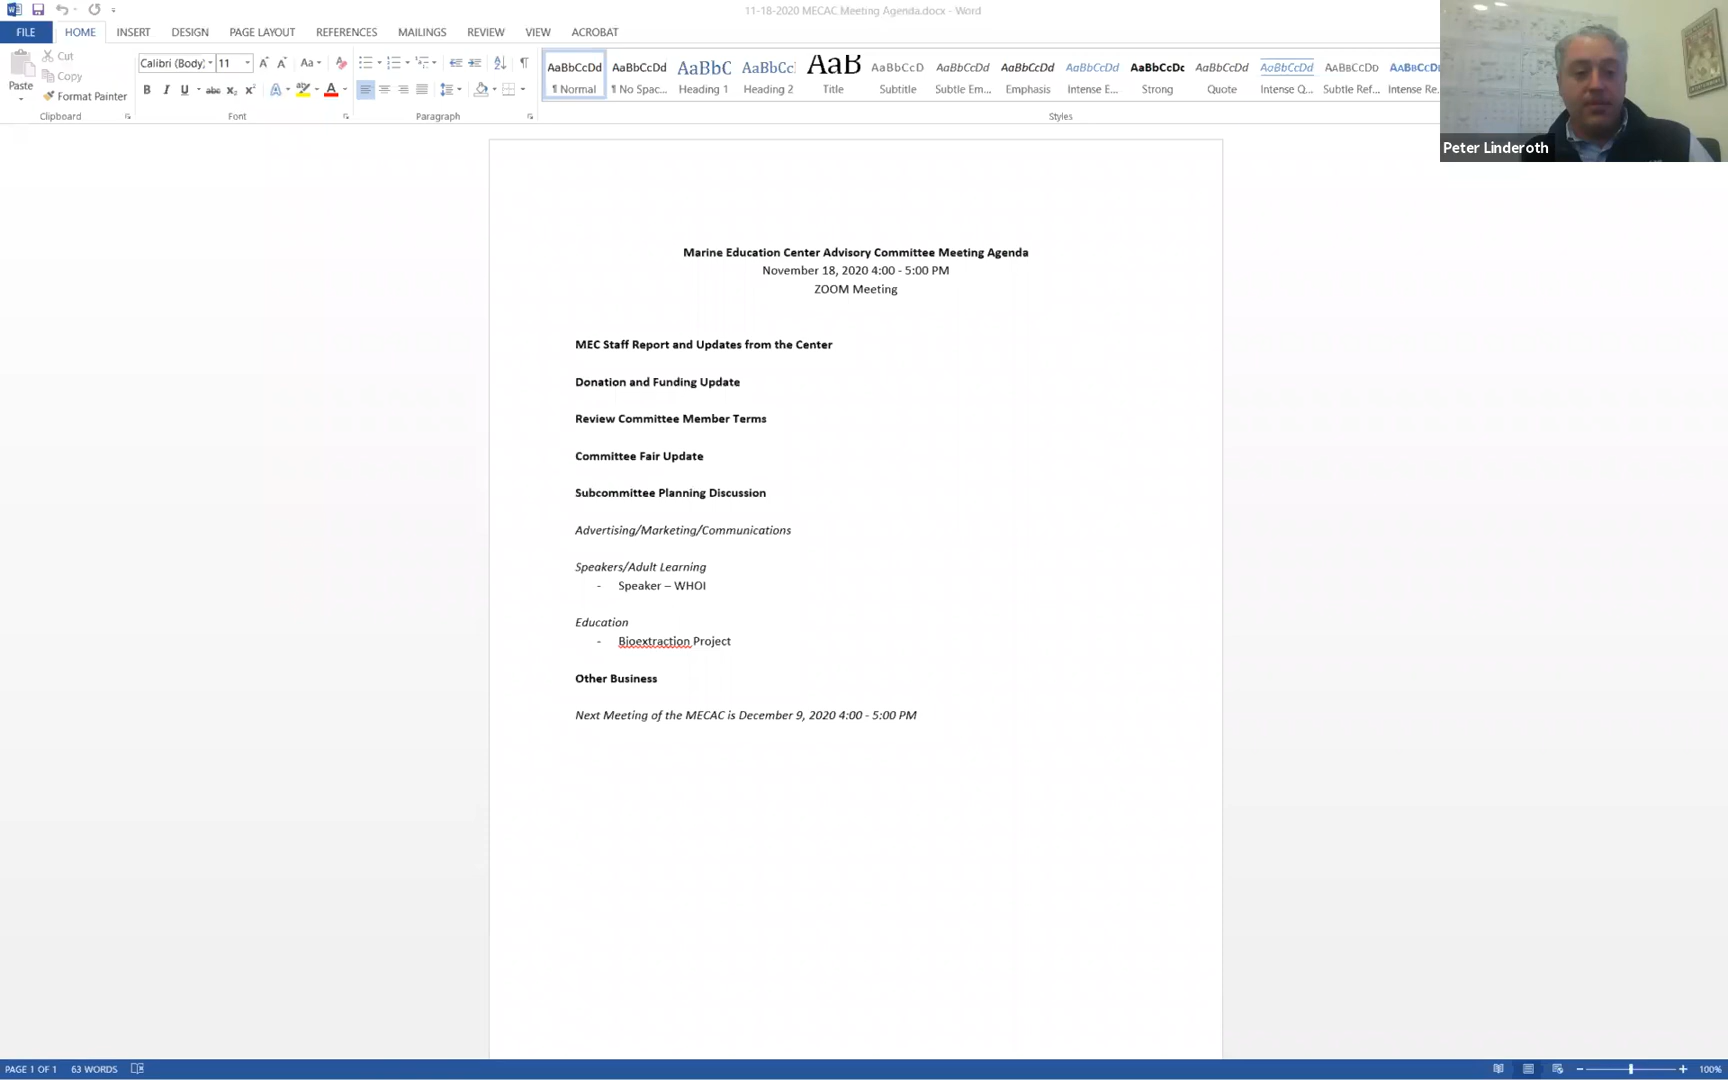 11-18-2020 MECAC Meeting Agenda.docx - Word
FILE HOME INSERT DESIGN PAGE LAYOUT REFERENCES MAILINGS REVIEW VIEW ACROBAT
Paste
Cut
Copy
Format Painter
Clipboard
Calibri (Body) 11
Aa
B I U abc x₂ x² A A
Font
Paragraph
AaBbCcDd AaBbCcDd AaBbC AaBbCc AaB AaBbCcD AaBbCcDd AaBbCcDd AaBbCcDd AaBbCcDc AaBbCcDd AaBbCcDd AaBbCcDd AaBbCcD
¶ Normal ¶ No Spac... Heading 1 Heading 2 Title Subtitle Subtle Em... Emphasis Intense E... Strong Quote Intense Q... Subtle Ref... Intense Re...
Styles
Peter Linderoth
Marine Education Center Advisory Committee Meeting Agenda
November 18, 2020 4:00 - 5:00 PM
ZOOM Meeting
MEC Staff Report and Updates from the Center
Donation and Funding Update
Review Committee Member Terms
Committee Fair Update
Subcommittee Planning Discussion
Advertising/Marketing/Communications
Speakers/Adult Learning
- Speaker – WHOI
Education
- Bioextraction Project
Other Business
Next Meeting of the MECAC is December 9, 2020 4:00 - 5:00 PM
PAGE 1 OF 1 63 WORDS
100%